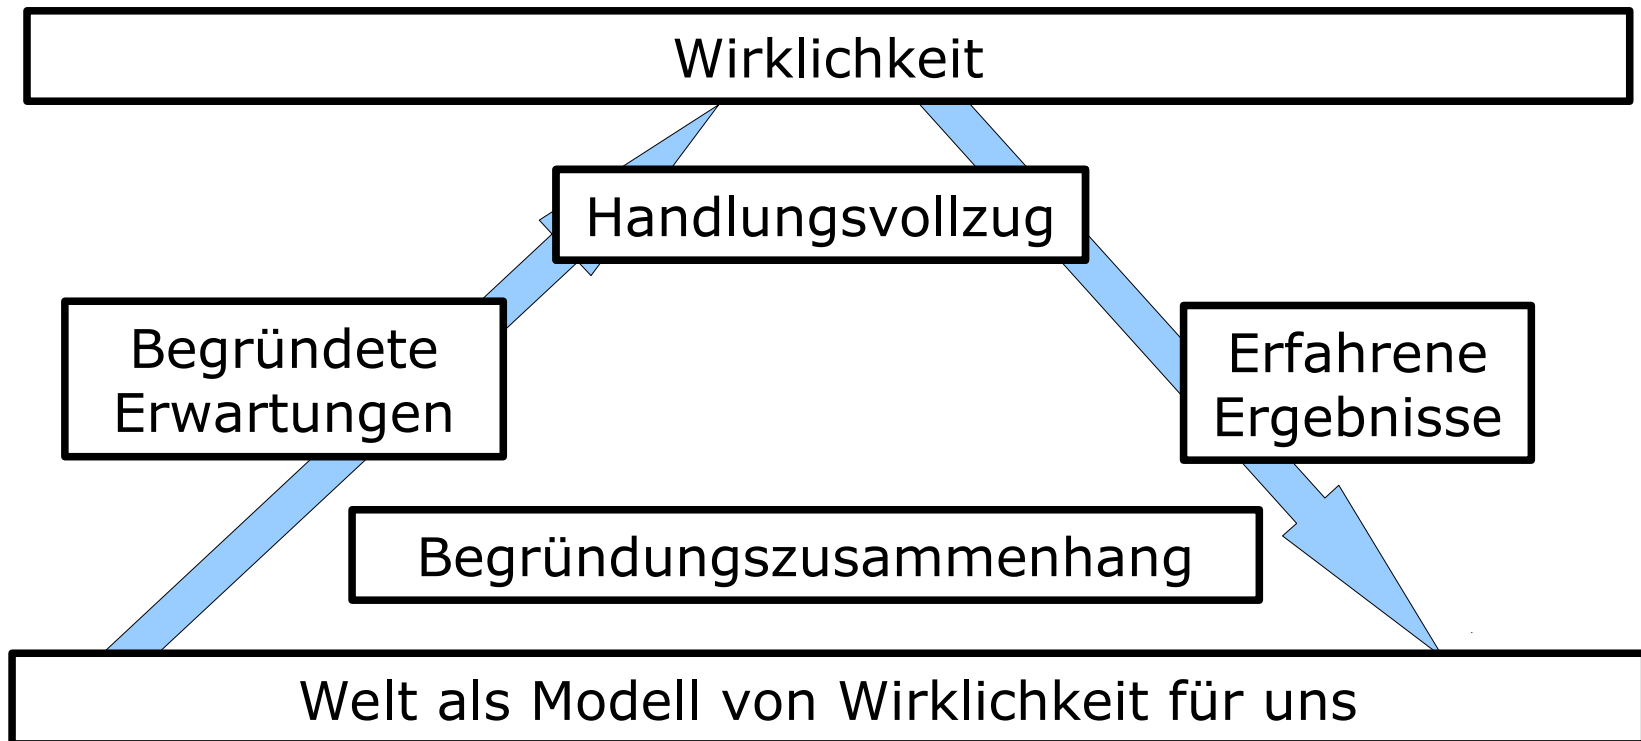 Wirklichkeit
Handlungsvollzug
Begründete
Erwartungen
Erfahrene
Ergebnisse
Begründungszusammenhang
Welt als Modell von Wirklichkeit für uns